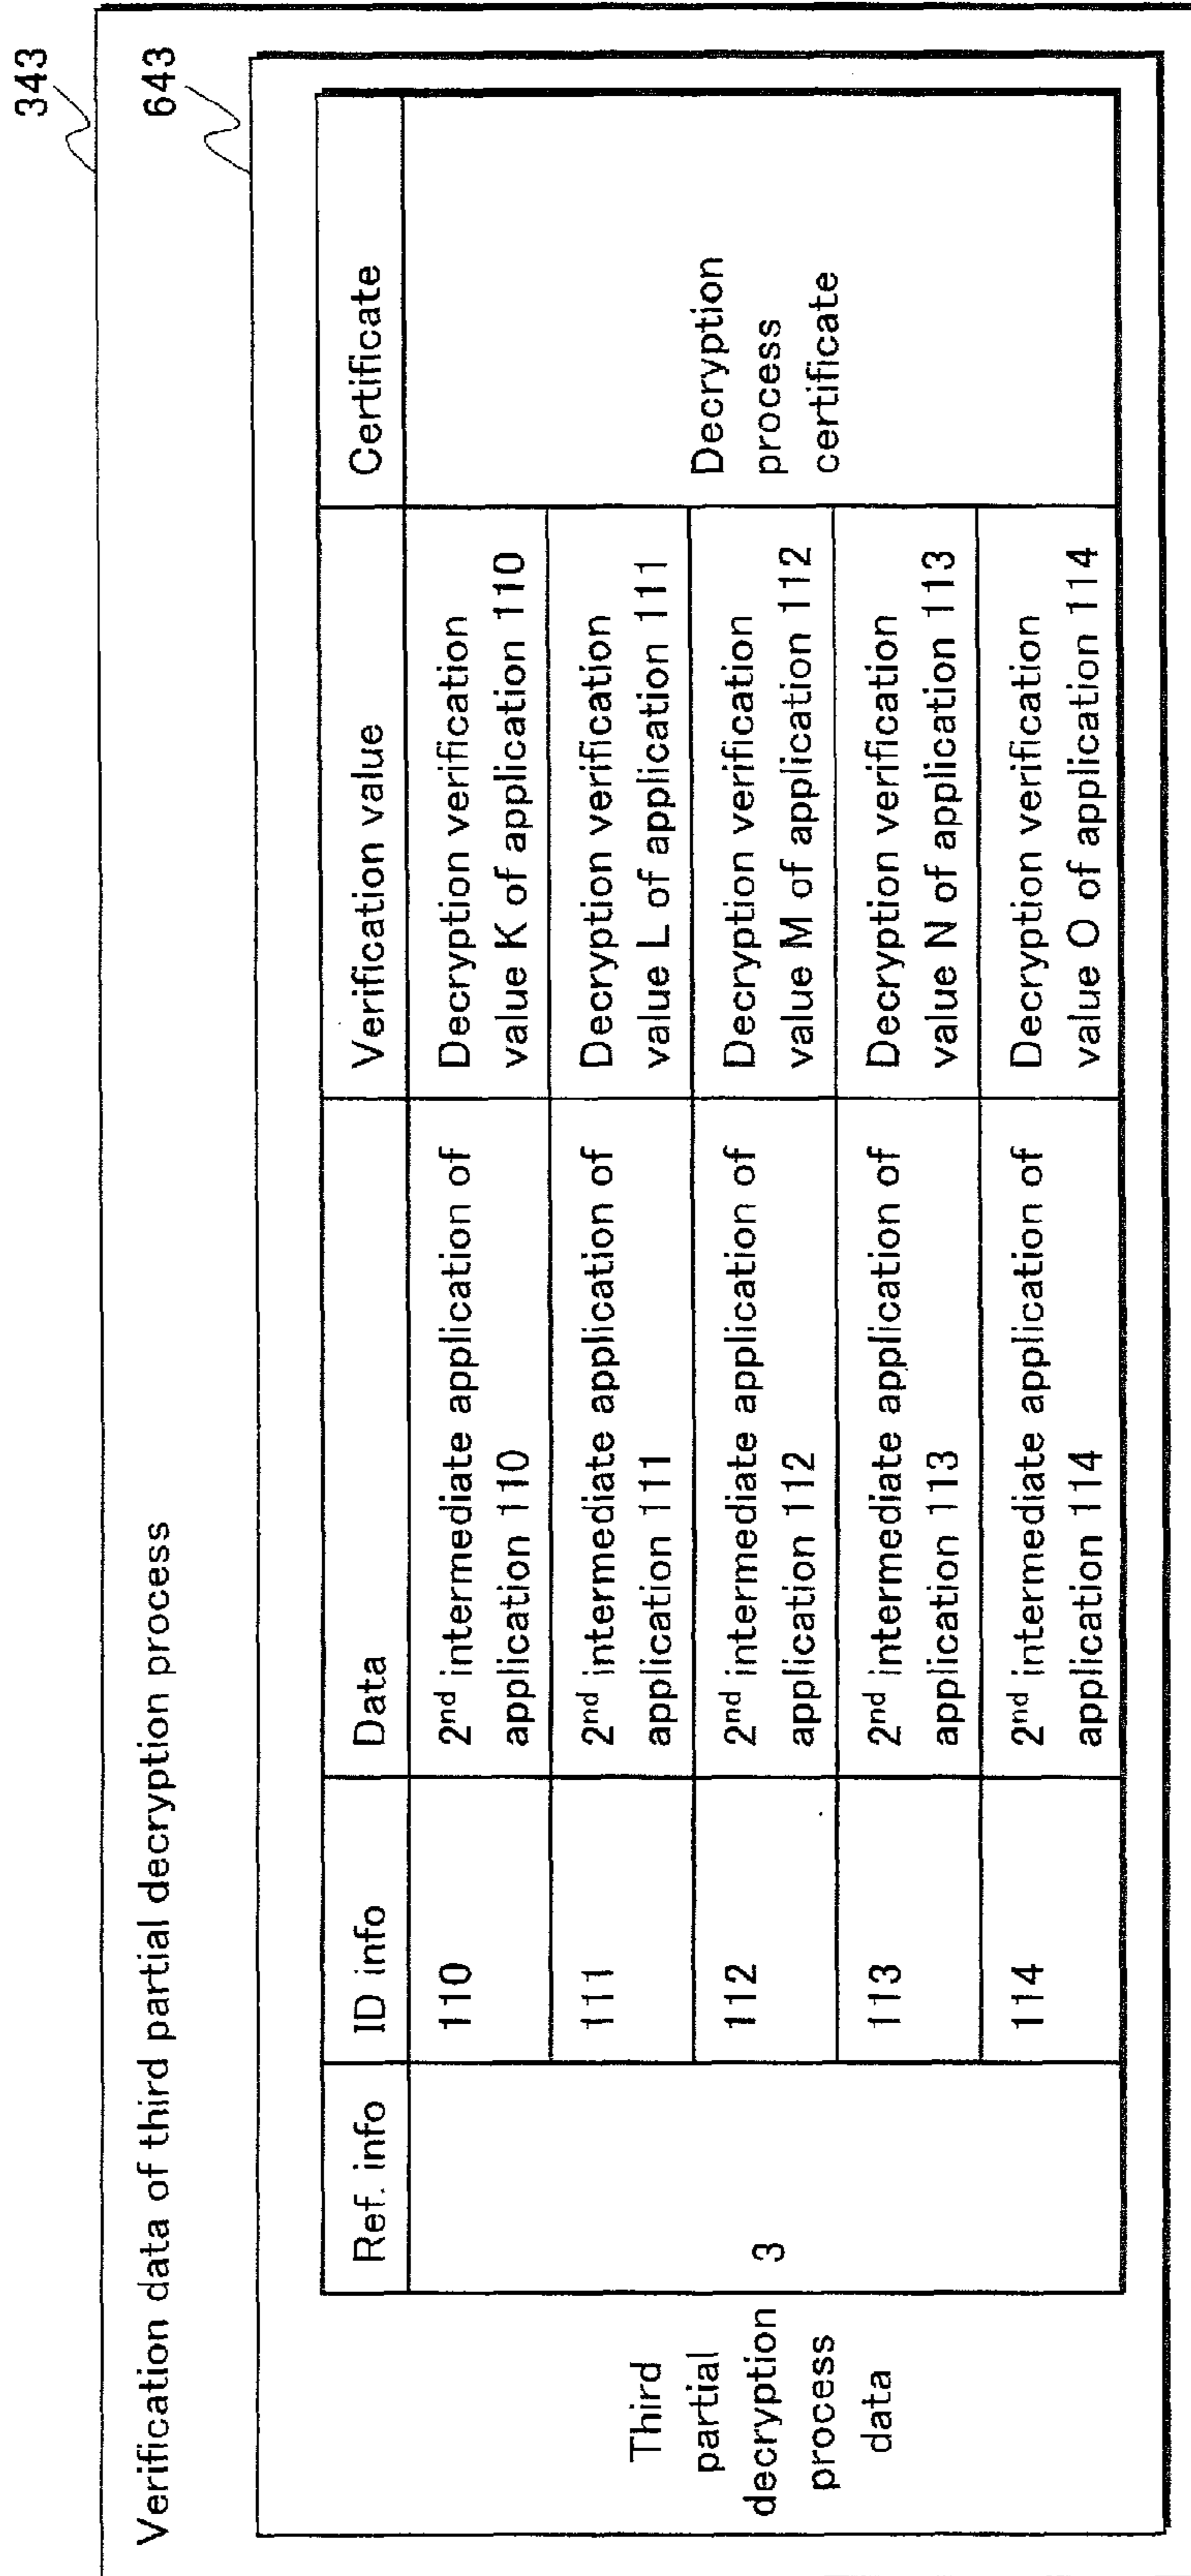 343
Verification data of third partial decryption process
643
Third
partial
decryption
process
data
Ref. info
ID info
Data
Verification value
Certificate
3
110
2nd intermediate application of
application 110
Decryption verification
value K of application 110
111
2nd intermediate application of
application 111
Decryption verification
value L of application 111
112
2nd intermediate application of
application 112
Decryption verification
value M of application 112
113
2nd intermediate application of
application 113
Decryption verification
value N of application 113
114
2nd intermediate application of
application 114
Decryption verification
value O of application 114
Decryption
process
certificate